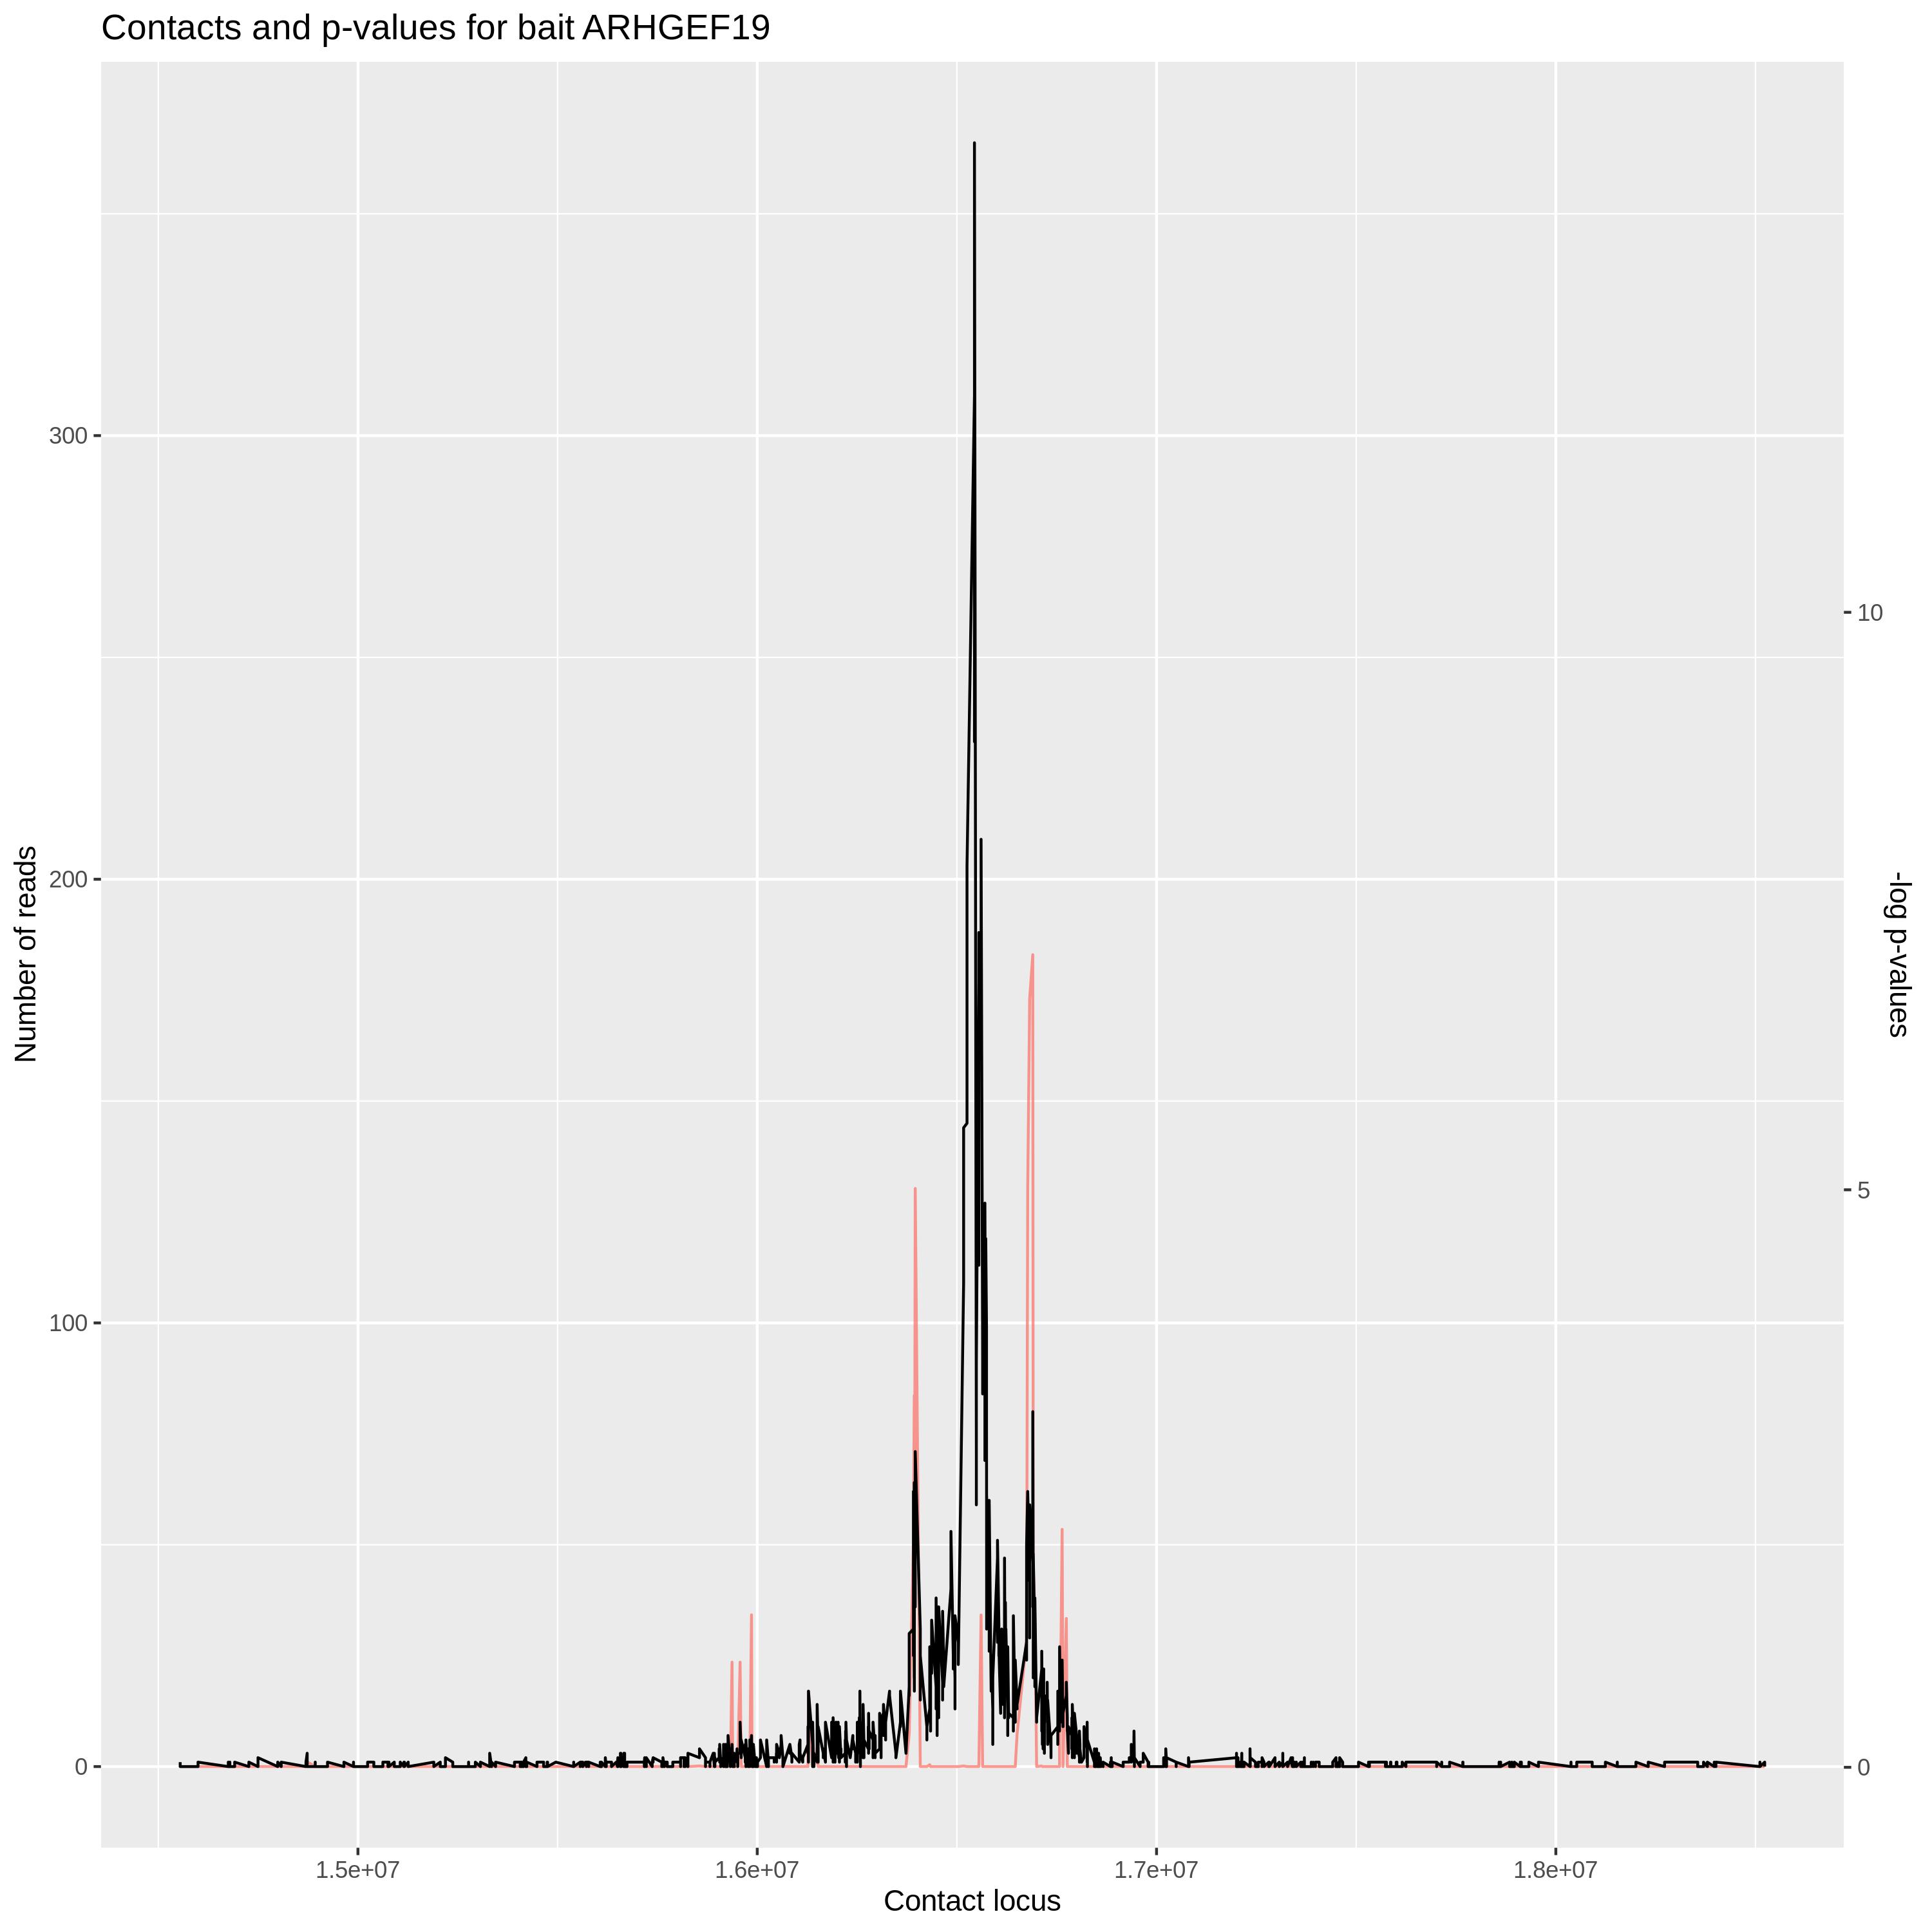 Contacts and p-values for bait ARHGEF19
Number of reads
300
200
100
0
10
5
0
-log p-values
1.5e+07
1.6e+07
1.7e+07
1.8e+07
Contact locus